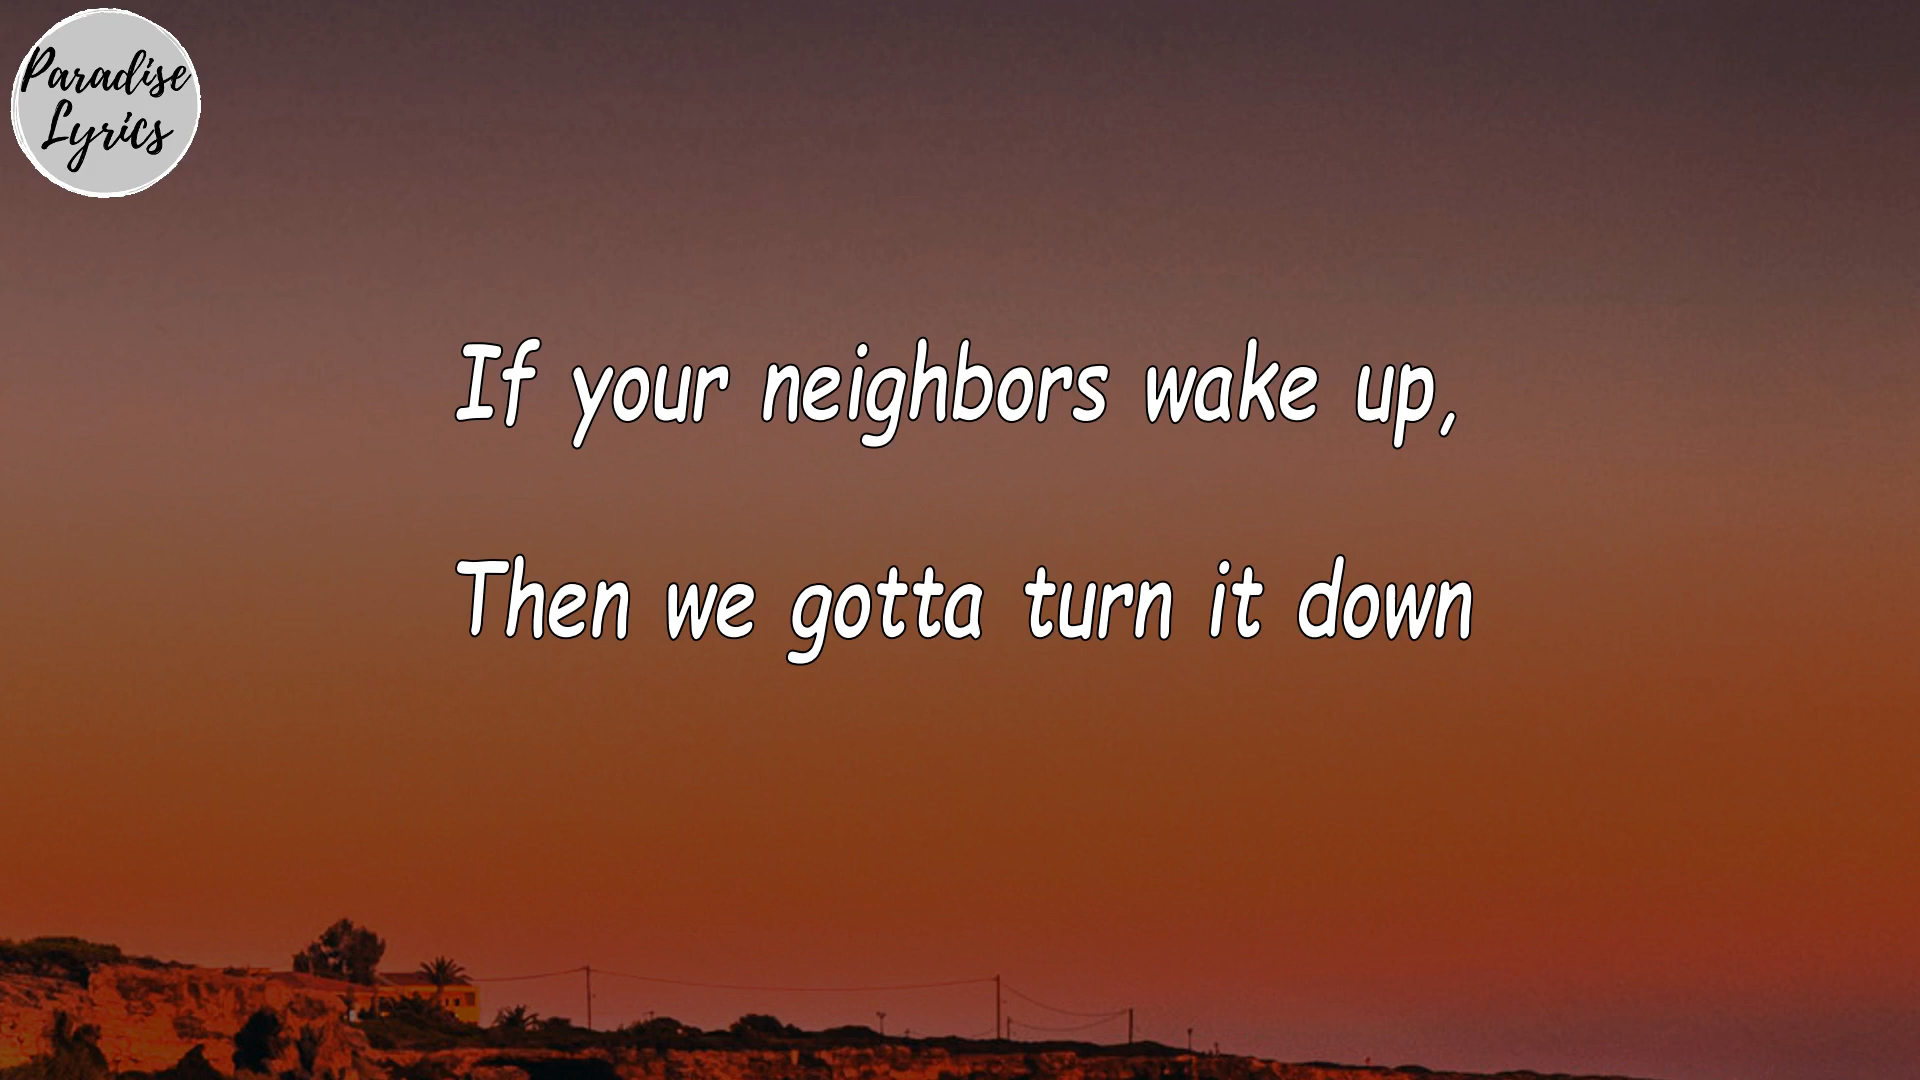 Paradise
Lyrics
If your neighbors wake up,
Then we gotta turn it down